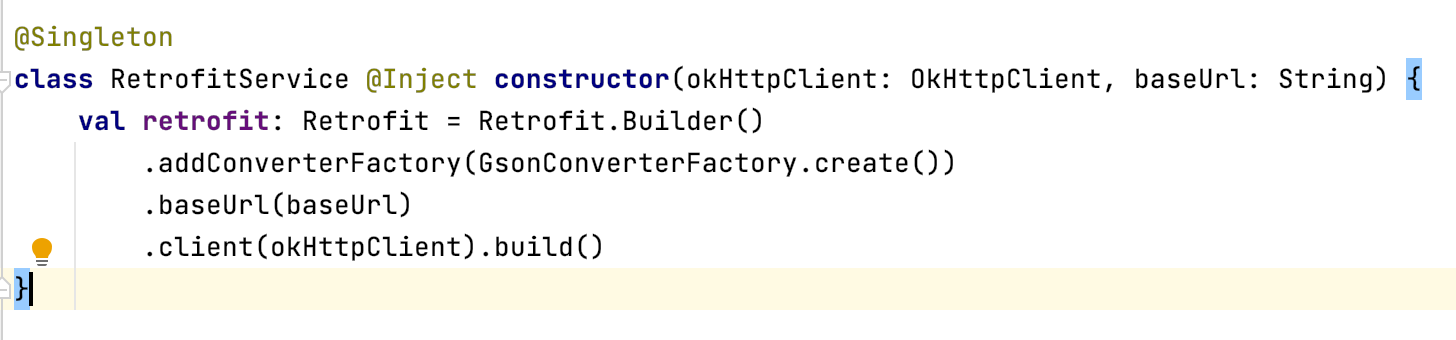 @Singleton
class RetrofitService @Inject constructor(okHttpClient: OkHttpClient, baseUrl: String) {
    val retrofit: Retrofit = Retrofit.Builder()
        .addConverterFactory(GsonConverterFactory.create())
        .baseUrl(baseUrl)
        .client(okHttpClient).build()
}